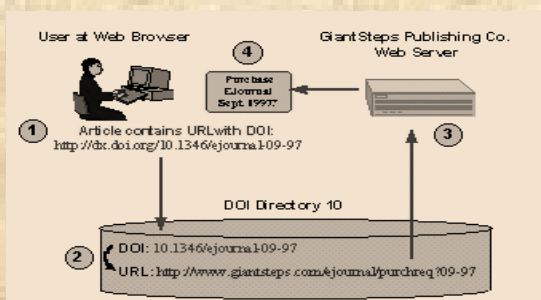 User at Web Browser
GiantSteps Publishing Co.
Web Server
4
Purchase
EJournal
Sept. 1997?
1
Article contains URL with DOI:
http://dx.doi.org/10.1346/ejournal-09-97
3
DOI Directory 10
2
DOI: 10.1346/ejournal-09-97
URL: http://www.giantsteps.com/ejournal/purchreq?09-97